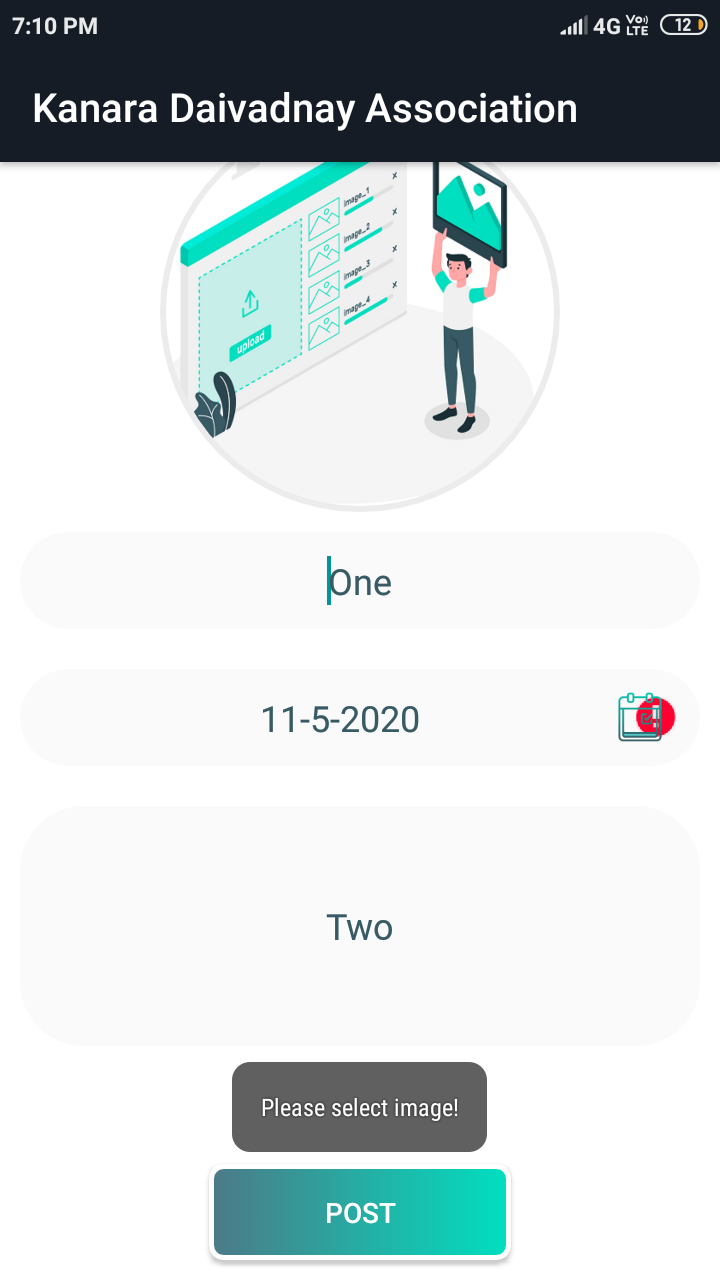 7:10 PM
4G Vo) LTE 12
Kanara Daivadnay Association
image_1
x
image_2
x
image_3
x
image_4
x
upload
One
11-5-2020
Two
Please select image!
POST